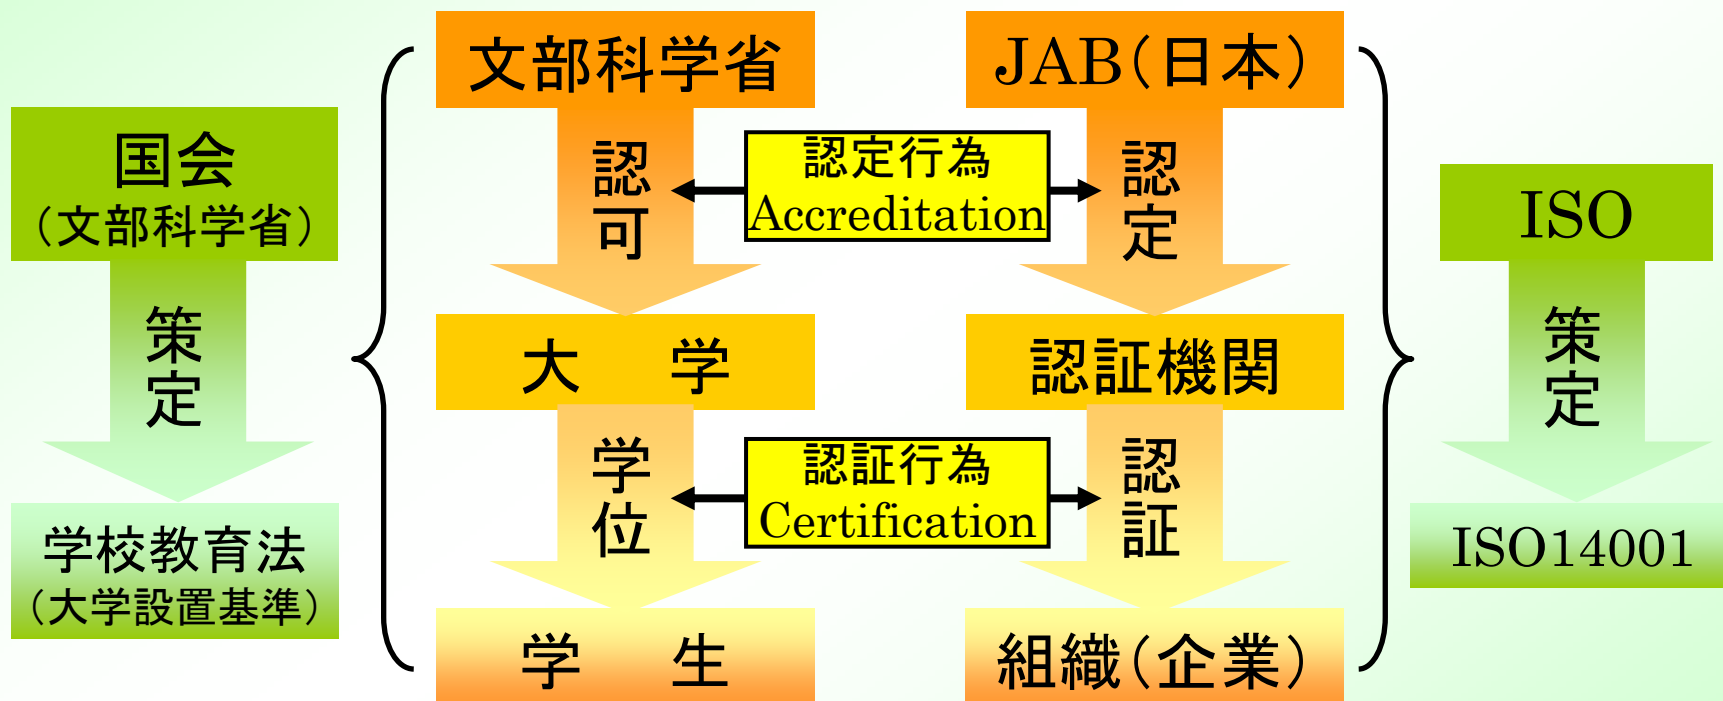 国会
（文部科学省）
策定
学校教育法
（大学設置基準）
文部科学省
認可
大　学
学位
学　生
認定行為
Accreditation
認証行為
Certification
JAB（日本）
認定
認証機関
認証
組織（企業）
ISO
策定
ISO14001